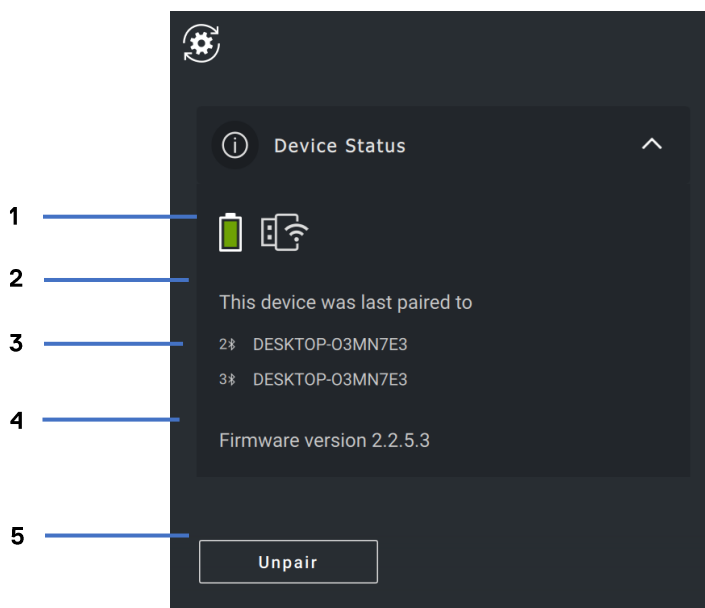 Device Status
1
2
This device was last paired to
3
2 DESKTOP-O3MN7E3
3 DESKTOP-O3MN7E3
4
Firmware version 2.2.5.3
5
Unpair